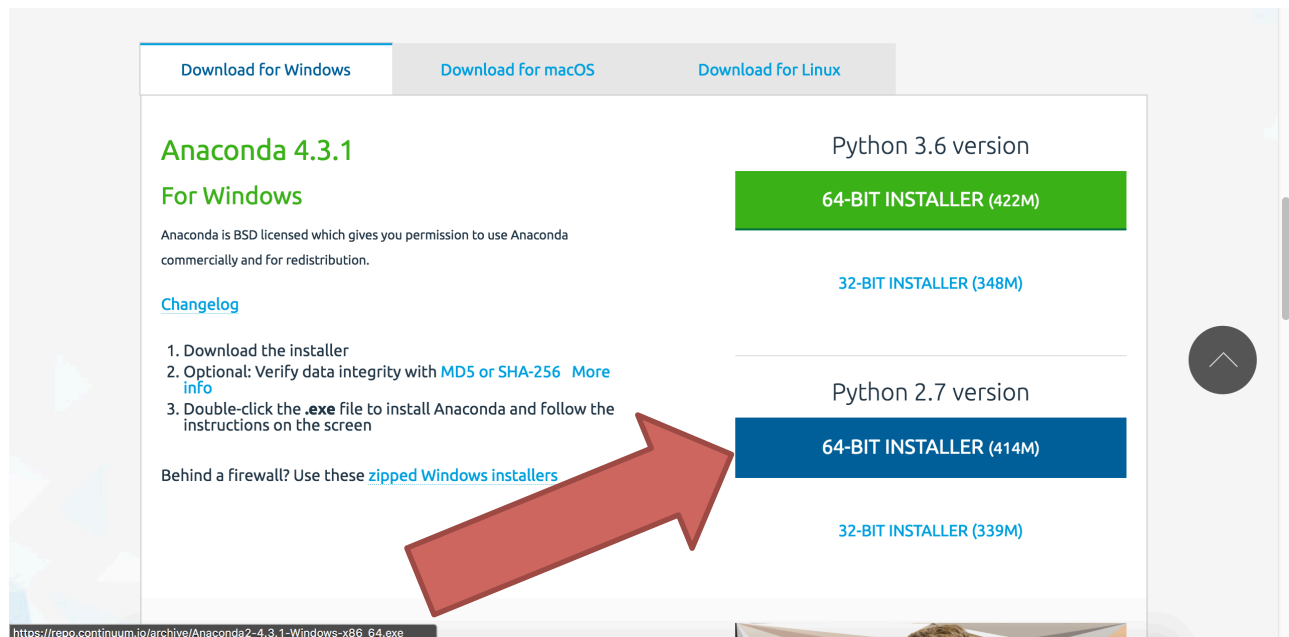 Download for Windows
Download for macOS
Download for Linux
Anaconda 4.3.1
For Windows
Anaconda is BSD licensed which gives you permission to use Anaconda
commercially and for redistribution.
Changelog
1. Download the installer
2. Optional: Verify data integrity with MD5 or SHA-256 More
info
3. Double-click the .exe file to install Anaconda and follow the
instructions on the screen
Behind a firewall? Use these zipped Windows installers
Python 3.6 version
64-BIT INSTALLER (422M)
32-BIT INSTALLER (348M)
Python 2.7 version
64-BIT INSTALLER (414M)
32-BIT INSTALLER (339M)
https://repo.continuum.io/archive/Anaconda2-4.3.1-Windows-x86_64.exe